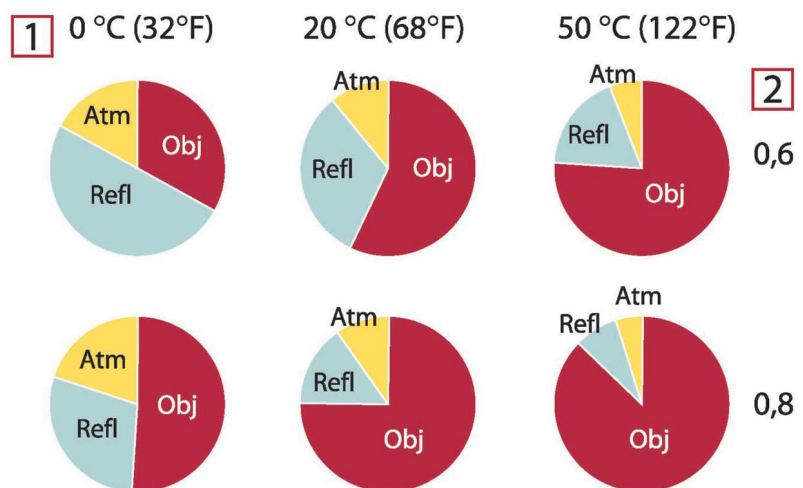 1 0 °C (32°F) 20 °C (68°F) 50 °C (122°F)
2
0,6
Atm Obj Refl
Atm Refl Obj
Atm Refl Obj
0,8
Atm Obj Refl
Atm Refl Obj
Atm Refl Obj